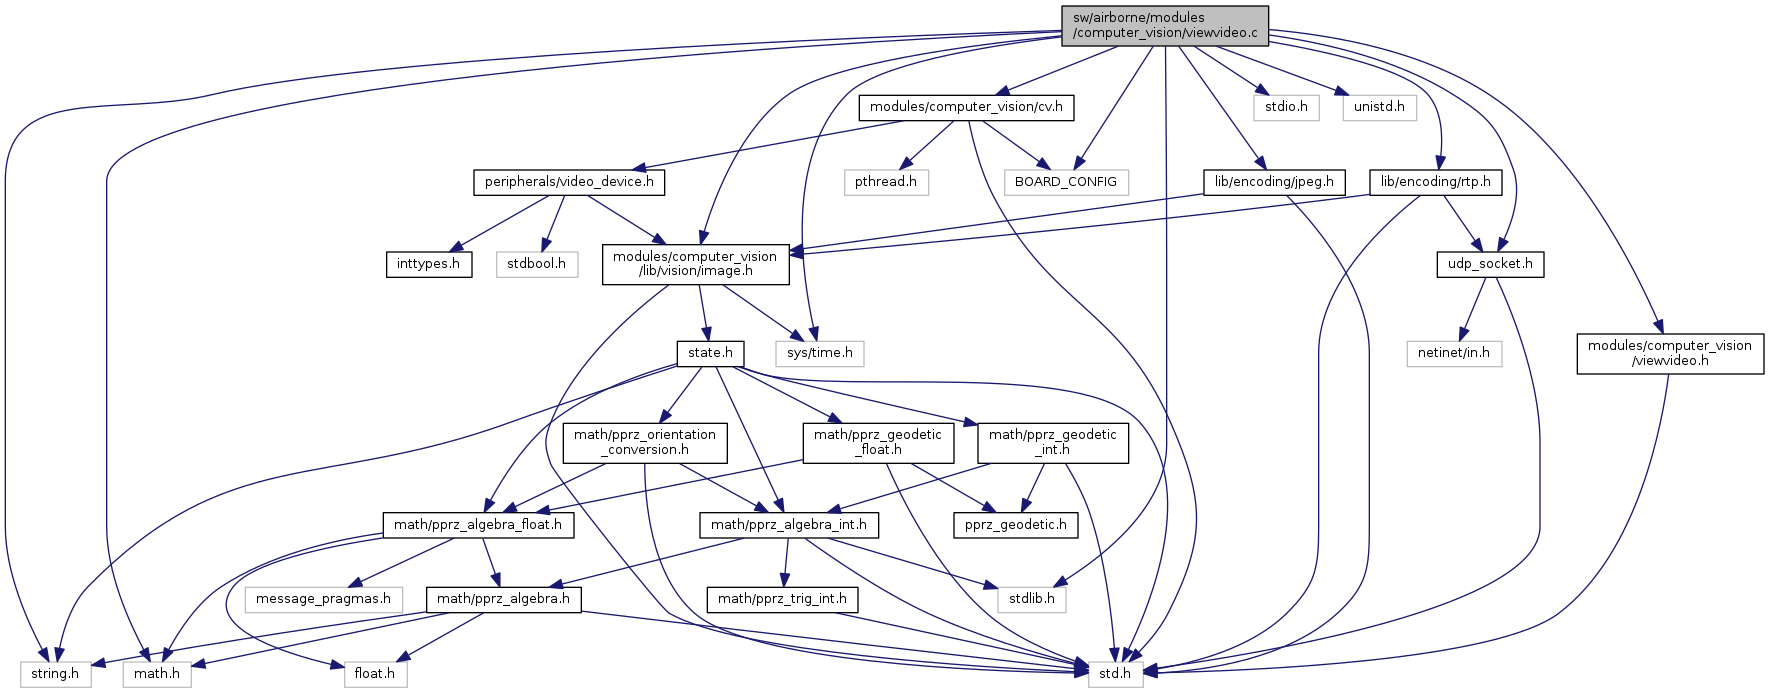 sw/airborne/modules
/computer_vision/viewvideo.c
modules/computer_vision/cv.h
stdio.h
unistd.h
peripherals/video_device.h
pthread.h
BOARD_CONFIG
lib/encoding/jpeg.h
lib/encoding/rtp.h
inttypes.h
stdbool.h
modules/computer_vision
/lib/vision/image.h
udp_socket.h
state.h
sys/time.h
netinet/in.h
modules/computer_vision
/viewvideo.h
math/pprz_orientation
_conversion.h
math/pprz_geodetic
_float.h
math/pprz_geodetic
_int.h
math/pprz_algebra_float.h
math/pprz_algebra_int.h
pprz_geodetic.h
message_pragmas.h
math/pprz_algebra.h
math/pprz_trig_int.h
stdlib.h
string.h
math.h
float.h
std.h